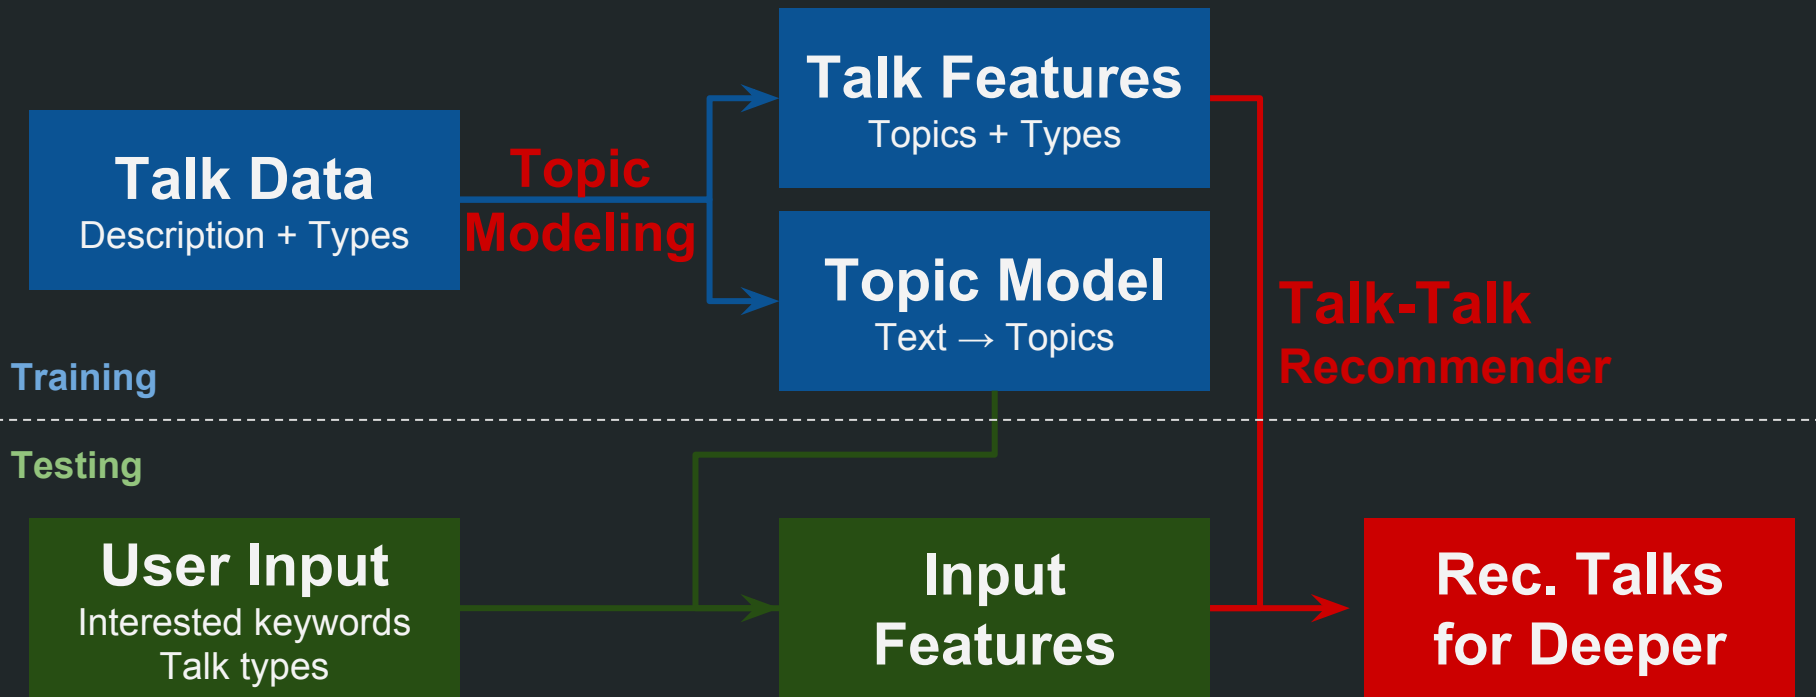 Talk Features
Topics + Types
Talk Data
Description + Types
Topic
Modeling
Topic Model
Text → Topics
Talk-Talk
Recommender
Training
Testing
User Input
Interested keywords
Talk types
Input
Features
Rec. Talks
for Deeper